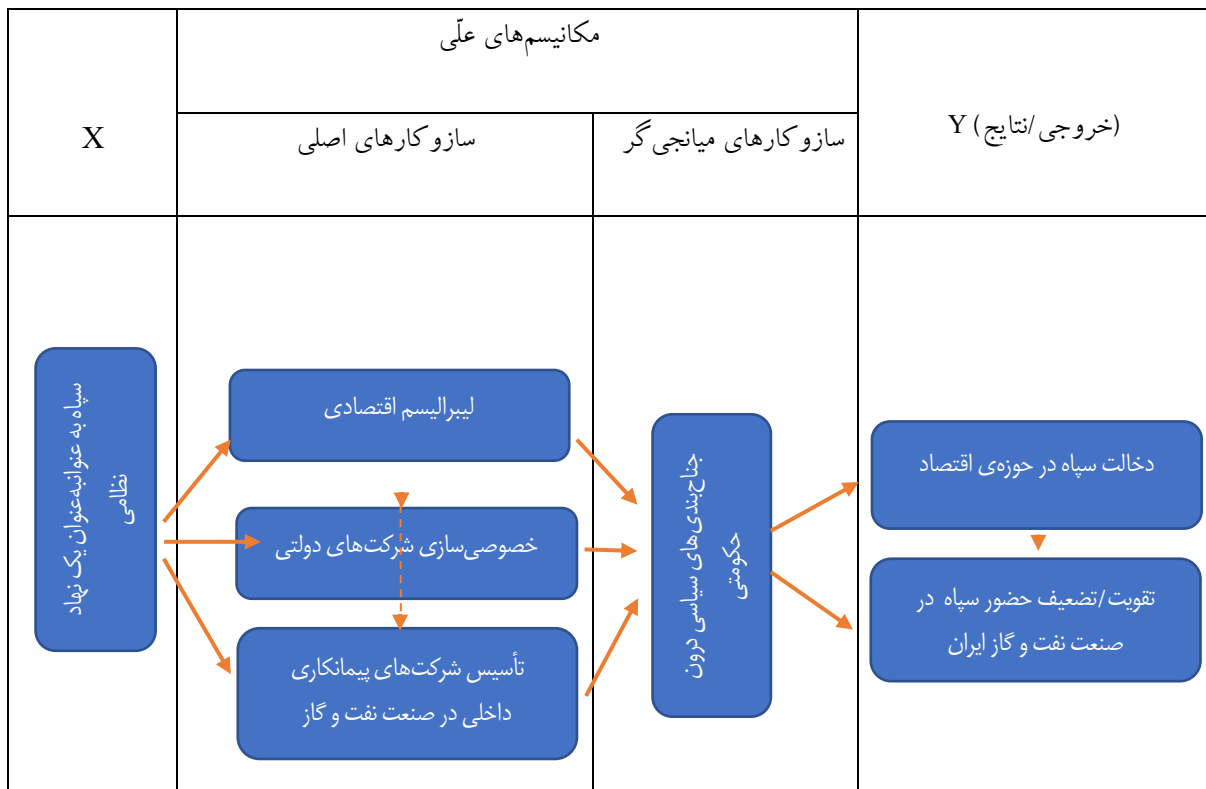 مکانیسم‌های علّی
X
سازوکارهای اصلی
سازوکارهای میانجی‌گر
Y (خروجی/نتایج)
سپاه به عنوانبه‌عنوان یک نهاد
نظامی
لیبرالیسم اقتصادی
خصوصی‌سازی شرکت‌های دولتی
تأسیس شرکت‌های پیمانکاری
داخلی در صنعت نفت و گاز
جناح‌بندی‌های سیاسی درون
حکومتی
دخالت سپاه در حوزه‌ی اقتصاد
تقویت/تضعیف حضور سپاه در
صنعت نفت و گاز ایران